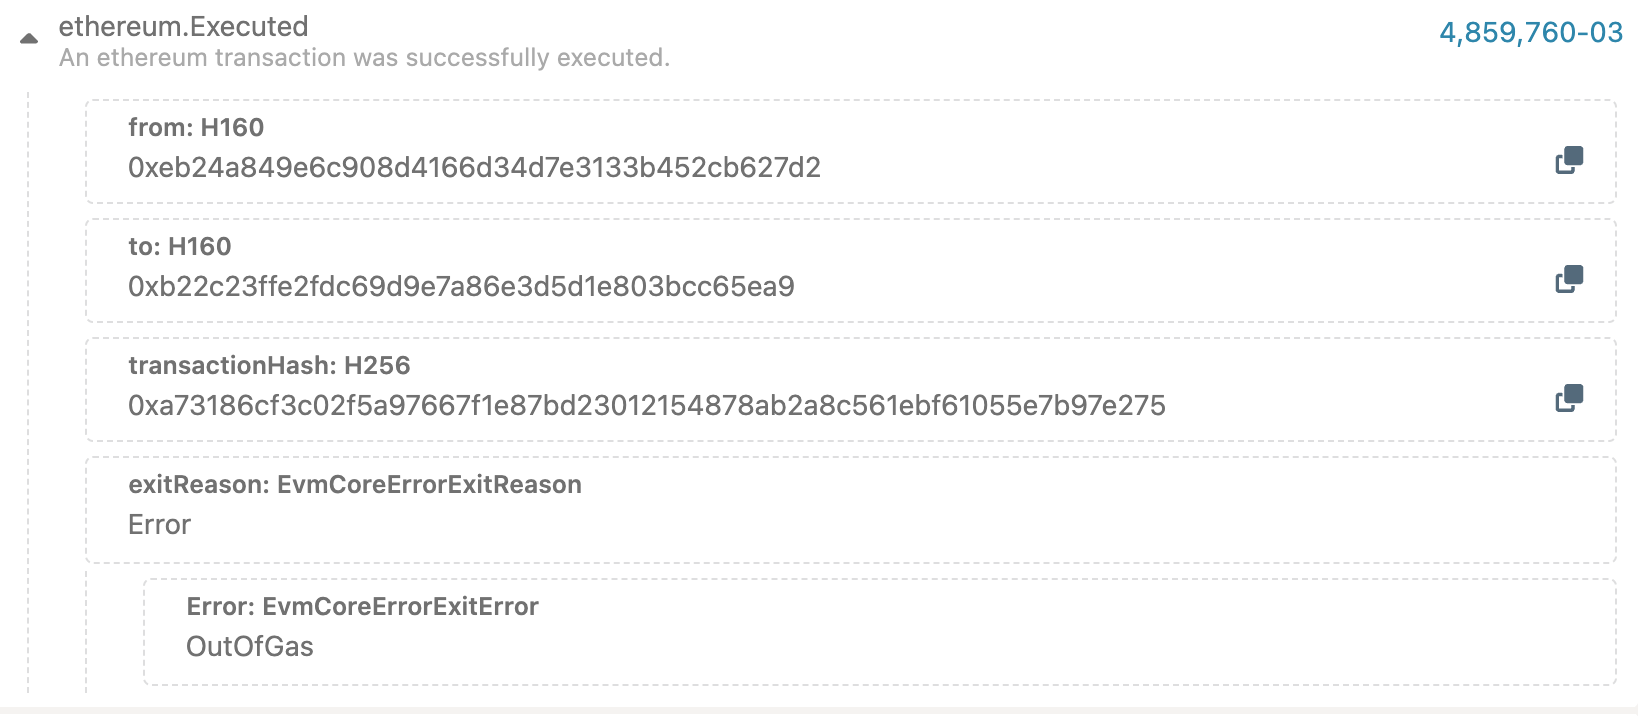 ethereum.Executed
4,859,760-03
An ethereum transaction was successfully executed.
from: H160
0xeb24a849e6c908d4166d34d7e3133b452cb627d2
to: H160
0xb22c23ffe2fdc69d9e7a86e3d5d1e803bcc65ea9
transactionHash: H256
0xa73186cf3c02f5a97667f1e87bd23012154878ab2a8c561ebf61055e7b97e275
exitReason: EvmCoreErrorExitReason
Error
Error: EvmCoreErrorExitError
OutOfGas